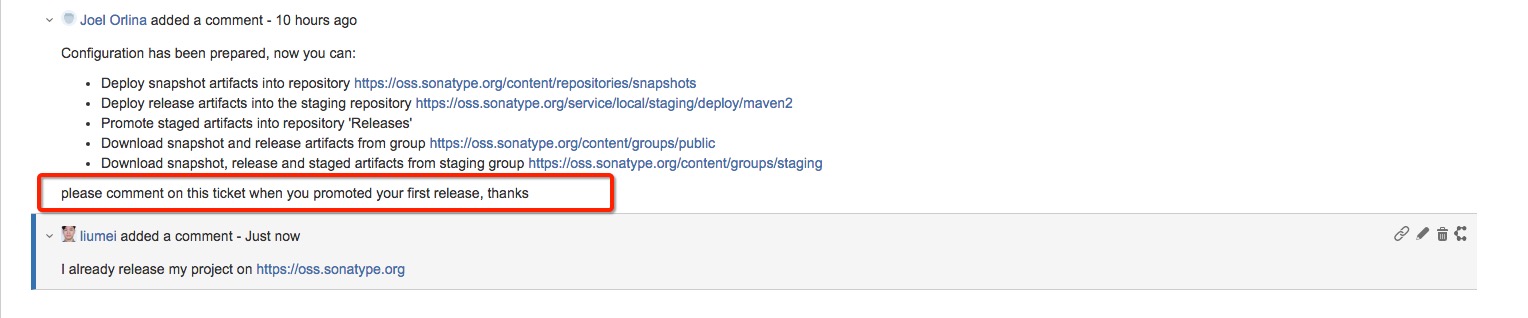 Joel Orlina added a comment - 10 hours ago
Configuration has been prepared, now you can:
Deploy snapshot artifacts into repository https://oss.sonatype.org/content/repositories/snapshots
Deploy release artifacts into the staging repository https://oss.sonatype.org/service/local/staging/deploy/maven2
Promote staged artifacts into repository 'Releases'
Download snapshot and release artifacts from group https://oss.sonatype.org/content/groups/public
Download snapshot, release and staged artifacts from staging group https://oss.sonatype.org/content/groups/staging
please comment on this ticket when you promoted your first release, thanks
liumei added a comment - Just now
I already release my project on https://oss.sonatype.org